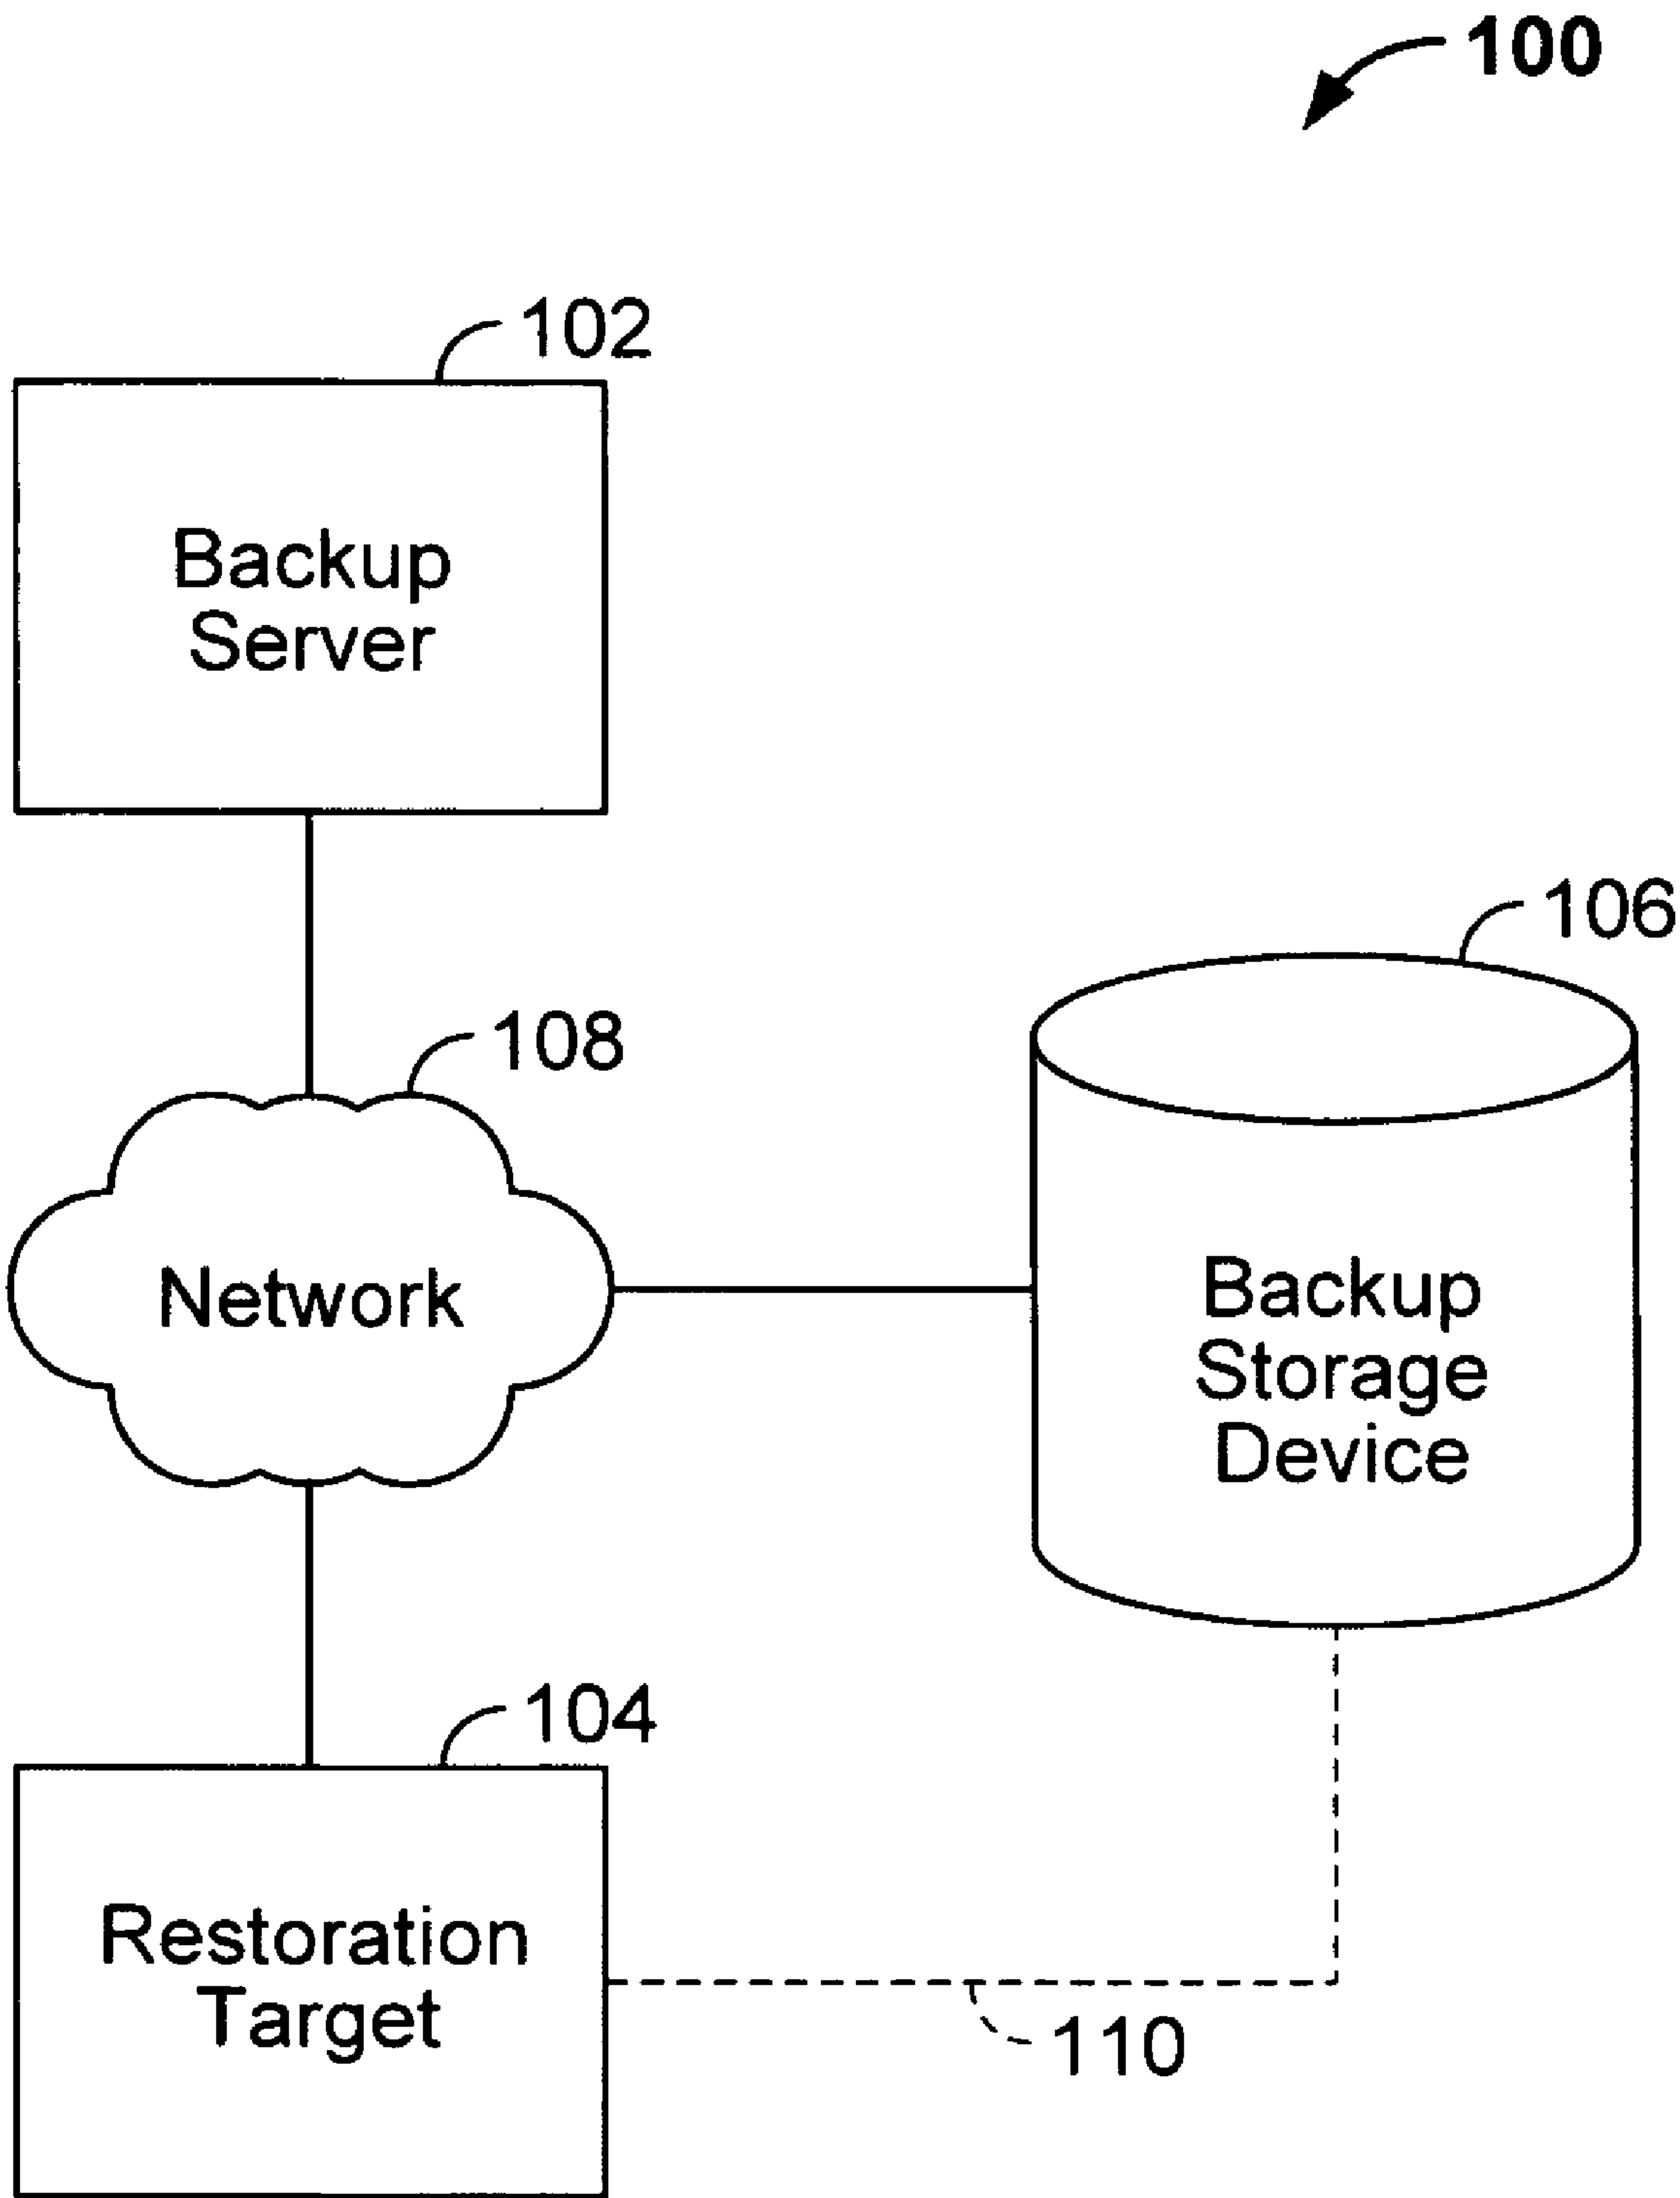 100
102
Backup
Server
106
108
Network
Backup
Storage
Device
104
Restoration
Target
110